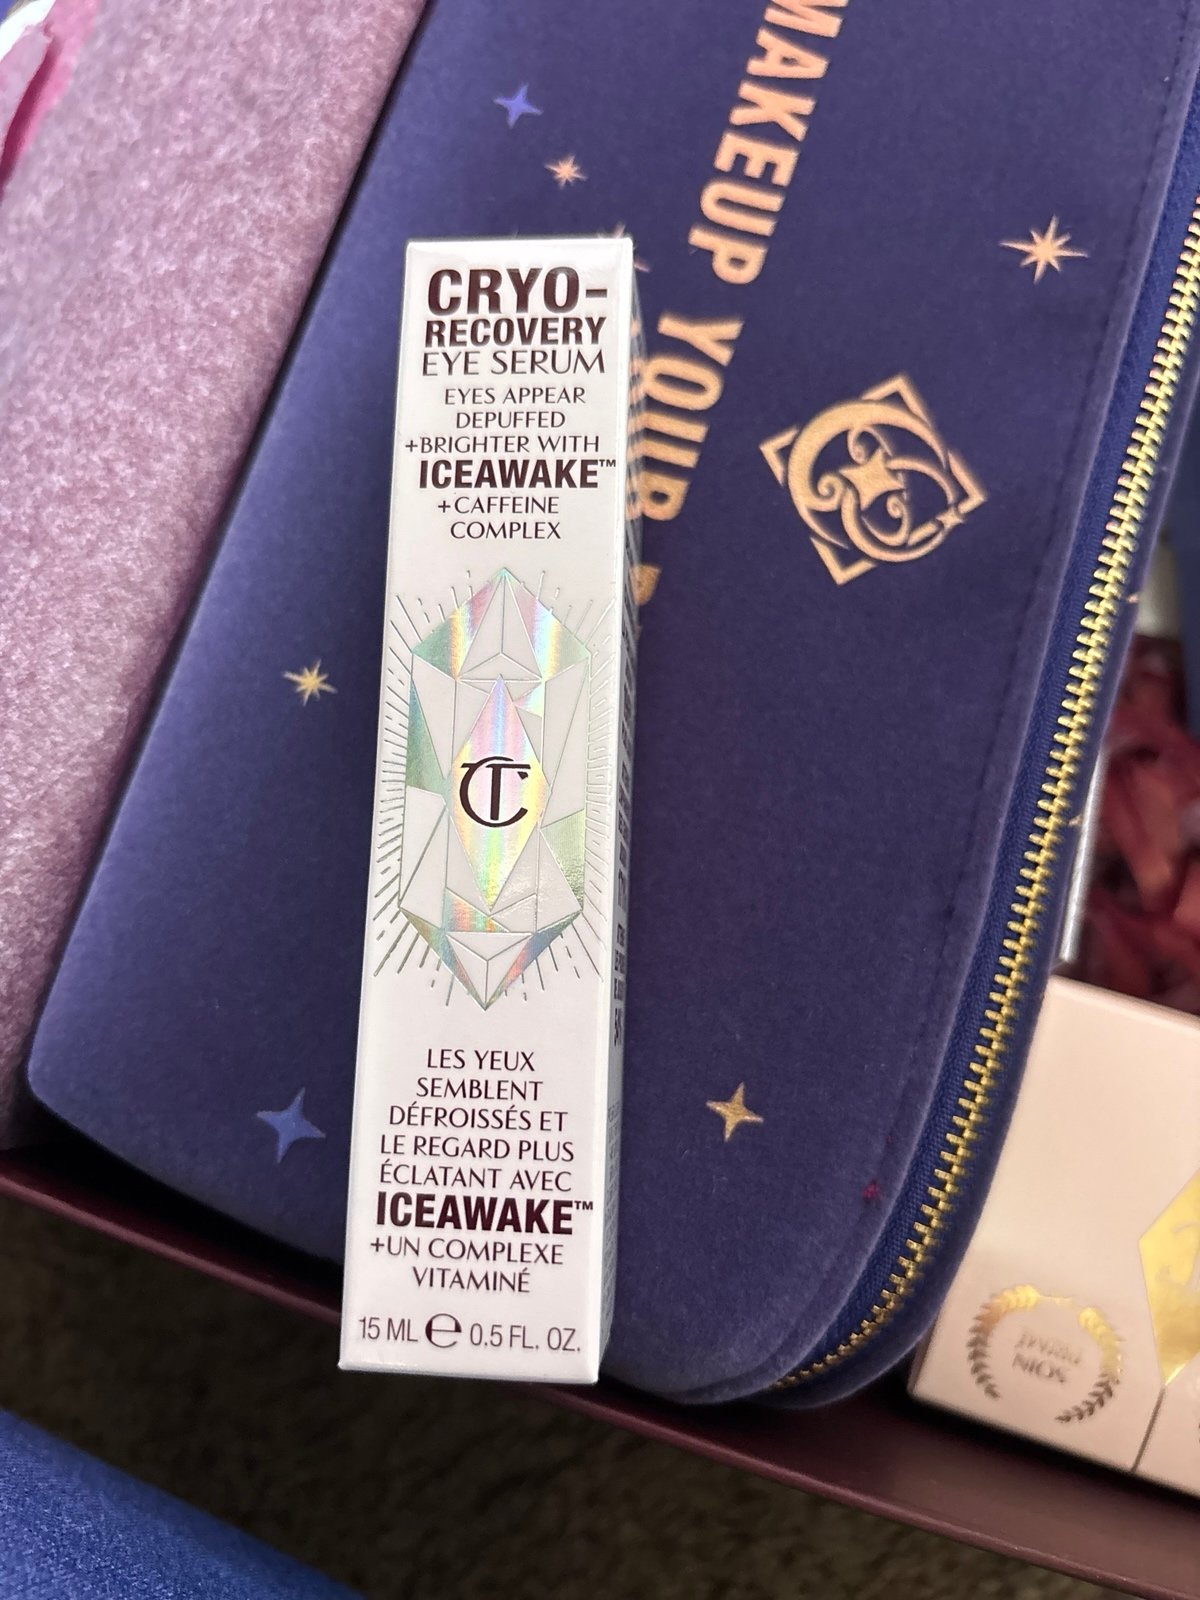 CRYO-
RECOVERY
EYE SERUM
EYES APPEAR
DEPUFFED
+BRIGHTER WITH
ICEAWAKE™
+CAFFEINE
COMPLEX
CT
LES YEUX
SEMBLENT
DÉFROISSÉS ET
LE REGARD PLUS
ÉCLATANT AVEC
ICEAWAKE™
+UN COMPLEXE
VITAMINÉ
15 ML ℮ 0.5 FL. OZ.
MAKEUP YOUR